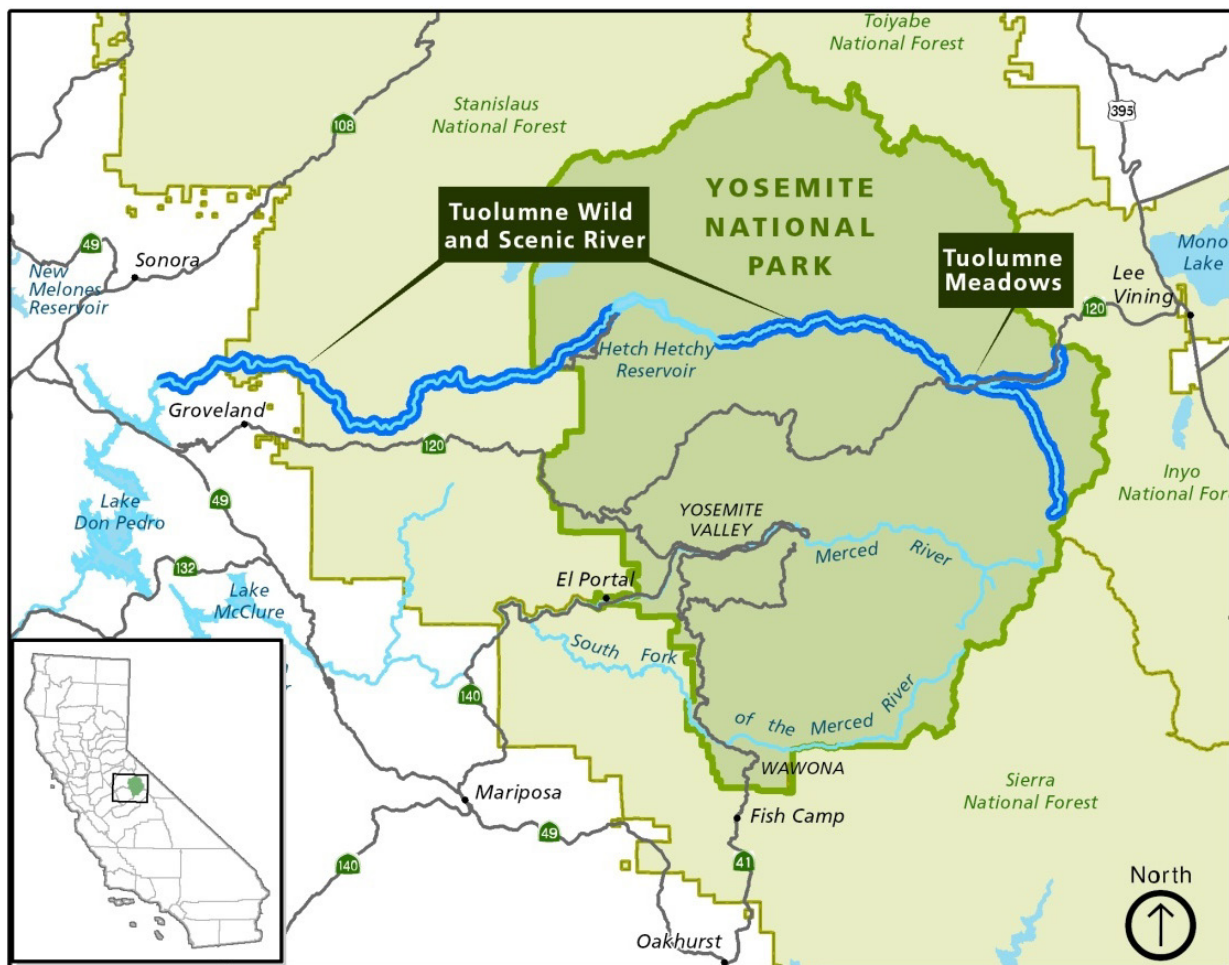 Toiyabe
National Forest
Stanislaus
National Forest
395
108
YOSEMITE
NATIONAL
PARK
Tuolumne Wild
and Scenic River
Tuolumne
Meadows
49
Sonora
New
Melones
Reservoir
Mono
Lake
Lee
Vining
120
Hetch Hetchy
Reservoir
Groveland
120
Inyo
National
Lake
Don Pedro
49
YOSEMITE
VALLEY
Merced River
132
El Portal
Lake
McClure
South Fork
of the Merced River
140
WAWONA
Sierra
National Forest
Mariposa
Fish Camp
49
140
41
North
Oakhurst